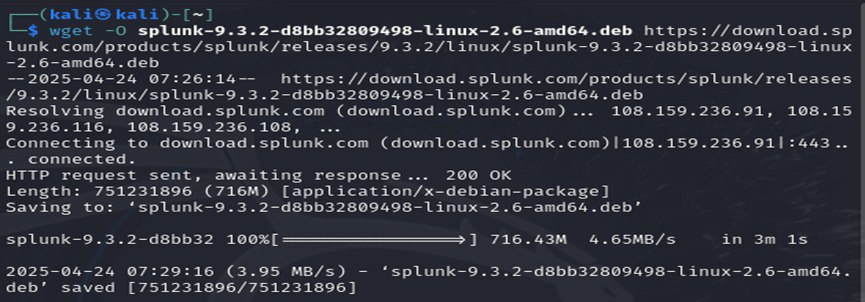 ┌──(kali㉿kali)-[~]
└─$ wget -O splunk-9.3.2-d8bb32809498-linux-2.6-amd64.deb https://download.sp
lunk.com/products/splunk/releases/9.3.2/linux/splunk-9.3.2-d8bb32809498-linux
-2.6-amd64.deb
--2025-04-24 07:26:14--  https://download.splunk.com/products/splunk/releases
/9.3.2/linux/splunk-9.3.2-d8bb32809498-linux-2.6-amd64.deb
Resolving download.splunk.com (download.splunk.com)... 108.159.236.91, 108.15
9.236.116, 108.159.236.108, ...
Connecting to download.splunk.com (download.splunk.com)|108.159.236.91|:443..
. connected.
HTTP request sent, awaiting response... 200 OK
Length: 751231896 (716M) [application/x-debian-package]
Saving to: ‘splunk-9.3.2-d8bb32809498-linux-2.6-amd64.deb’
splunk-9.3.2-d8bb32 100%[===================>] 716.43M  4.65MB/s    in 3m 1s
2025-04-24 07:29:16 (3.95 MB/s) - ‘splunk-9.3.2-d8bb32809498-linux-2.6-amd64.
deb’ saved [751231896/751231896]